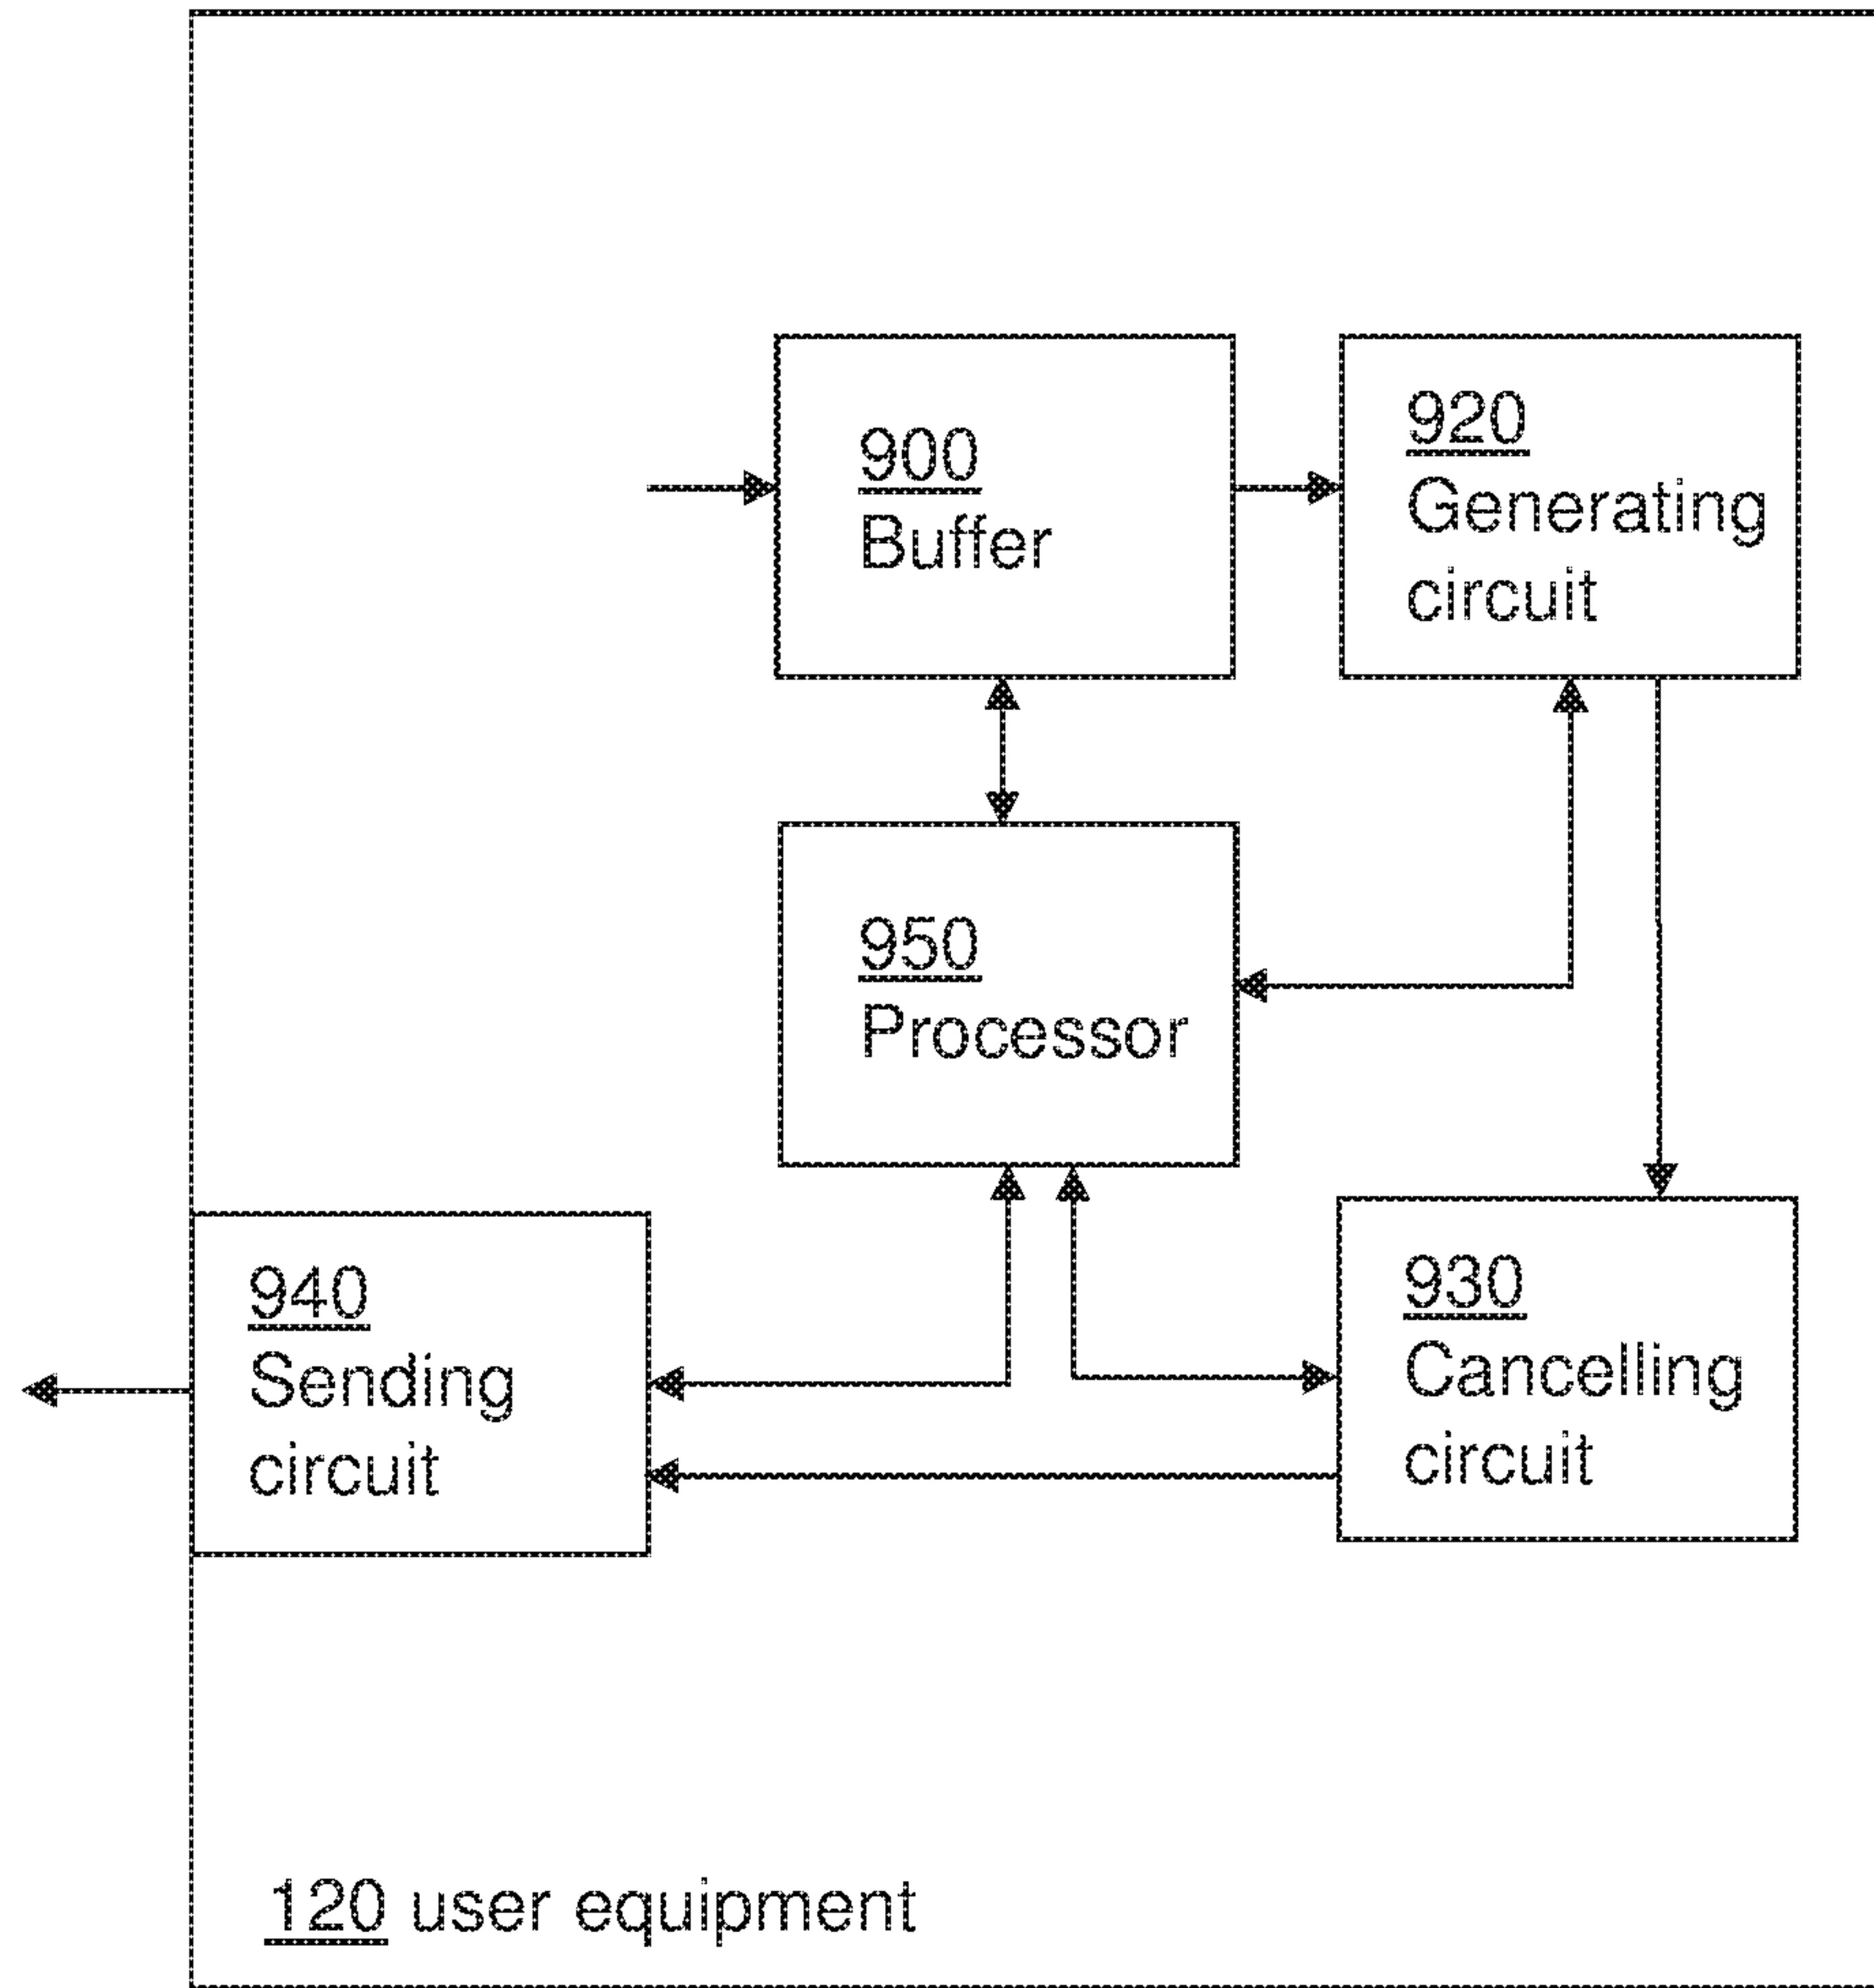 900
Buffer
920
Generating
circuit
950
Processor
940
Sending
circuit
930
Cancelling
circuit
120 user equipment